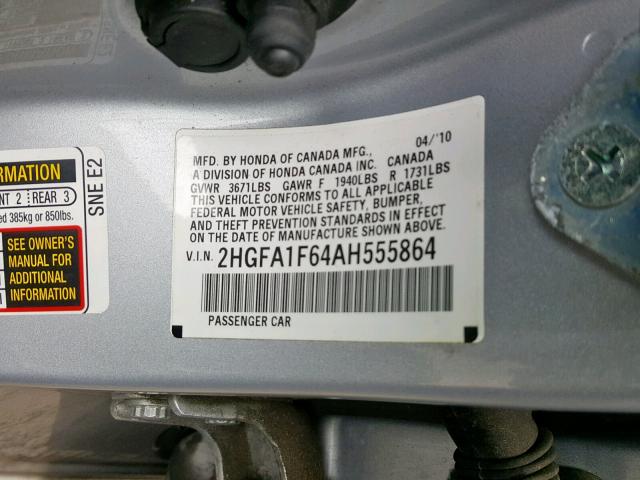 ORMATION
NT 2 REAR 3
ed 385kg or 850lbs.
SEE OWNER'S
MANUAL FOR
ADDITIONAL
INFORMATION
SNE E2
04/'10
MFD. BY HONDA OF CANADA MFG.,
A DIVISION OF HONDA CANADA INC. CANADA
GVWR 3671LBS GAWR F 1940LBS R 1731LBS
THIS VEHICLE CONFORMS TO ALL APPLICABLE
FEDERAL MOTOR VEHICLE SAFETY, BUMPER,
AND THEFT PREVENTION STANDARDS IN EFFECT
ON THE DATE OF MANUFACTURE SHOWN ABOVE.
V.I.N. 2HGFA1F64AH555864
PASSENGER CAR